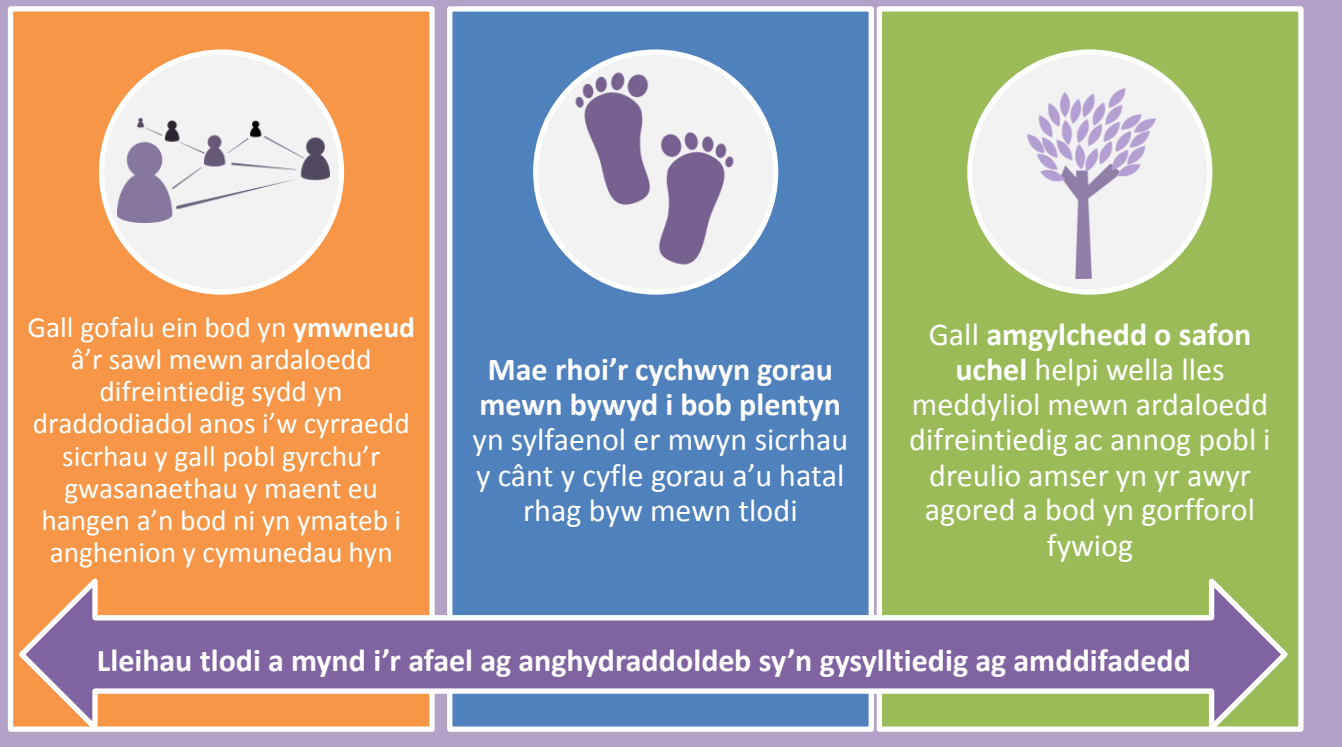 Gall gofalu ein bod yn ymwneud
â'r sawl mewn ardaloedd
difreintiedig sydd yn
draddodiadol anos i'w cyrraedd
sicrhau y gall pobl gyrchu'r
gwasanaethau y maent eu
hangen a'n bod ni yn ymateb i
anghenion y cymunedau hyn
Mae rhoi'r cychwyn gorau
mewn bywyd i bob plentyn
yn sylfaenol er mwyn sicrhau
y cânt y cyfle gorau a'u hatal
rhag byw mewn tlodi
Gall amgylchedd o safon
uchel helpi wella lles
meddyliol mewn ardaloedd
difreintiedig ac annog pobl i
dreulio amser yn yr awyr
agored a bod yn gorfforol
fywiog
Lleihau tlodi a mynd i'r afael ag anghydraddoldeb sy'n gysylltiedig ag amddifadedd